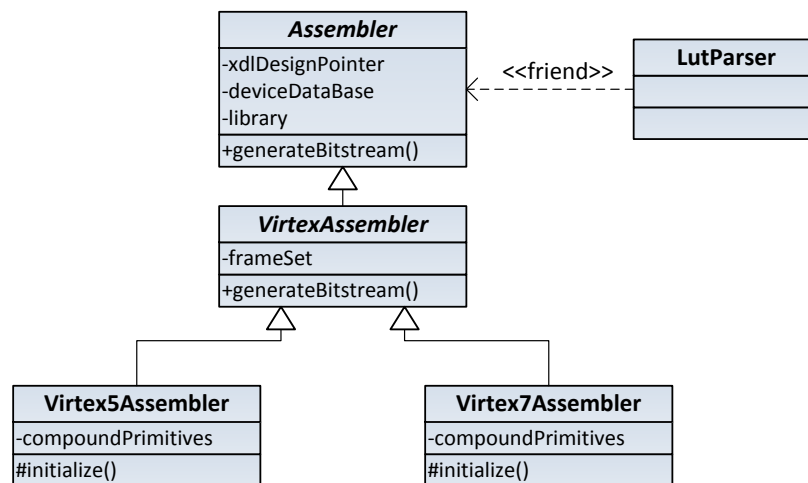 Assembler
-xdlDesignPointer
-deviceDataBase
-library
+generateBitstream()
<<friend>>
LutParser
VirtexAssembler
-frameSet
+generateBitstream()
Virtex5Assembler
-compoundPrimitives
#initialize()
Virtex7Assembler
-compoundPrimitives
#initialize()